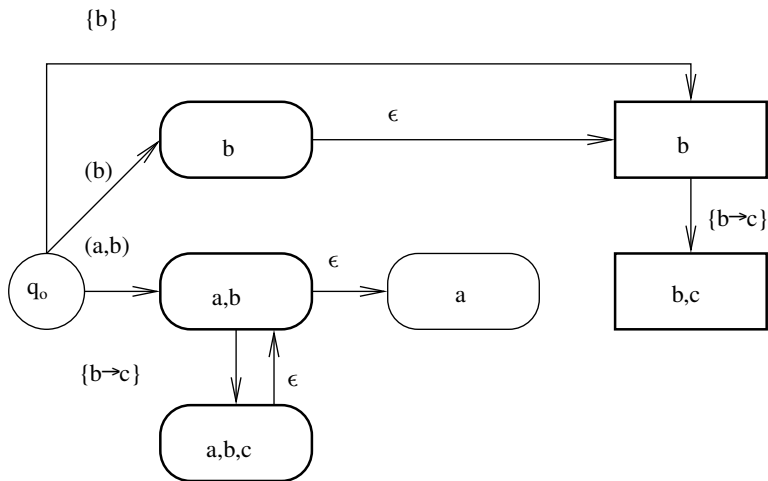 {b}
ϵ
b
b
(b)
{b→c}
(a,b)
ϵ
q₀
a,b
a
b,c
{b→c}
ϵ
a,b,c